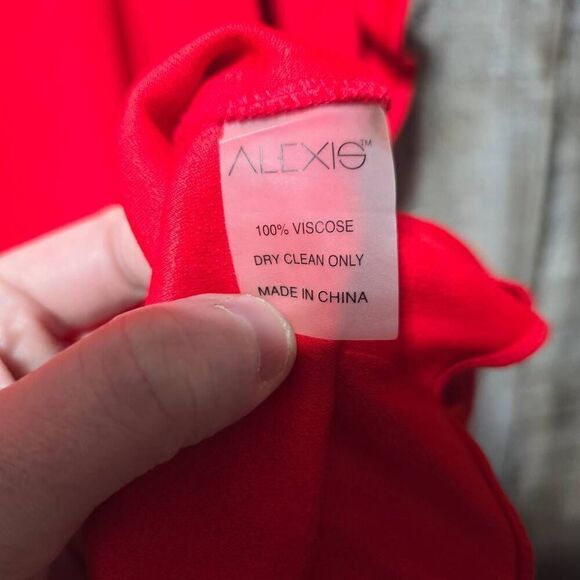 ALEXIS™
100% VISCOSE
DRY CLEAN ONLY
MADE IN CHINA